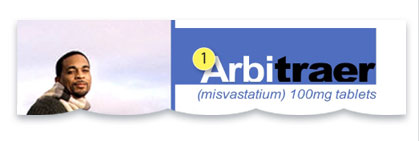 1
Arbitraer
(misvastatium) 100mg tablets